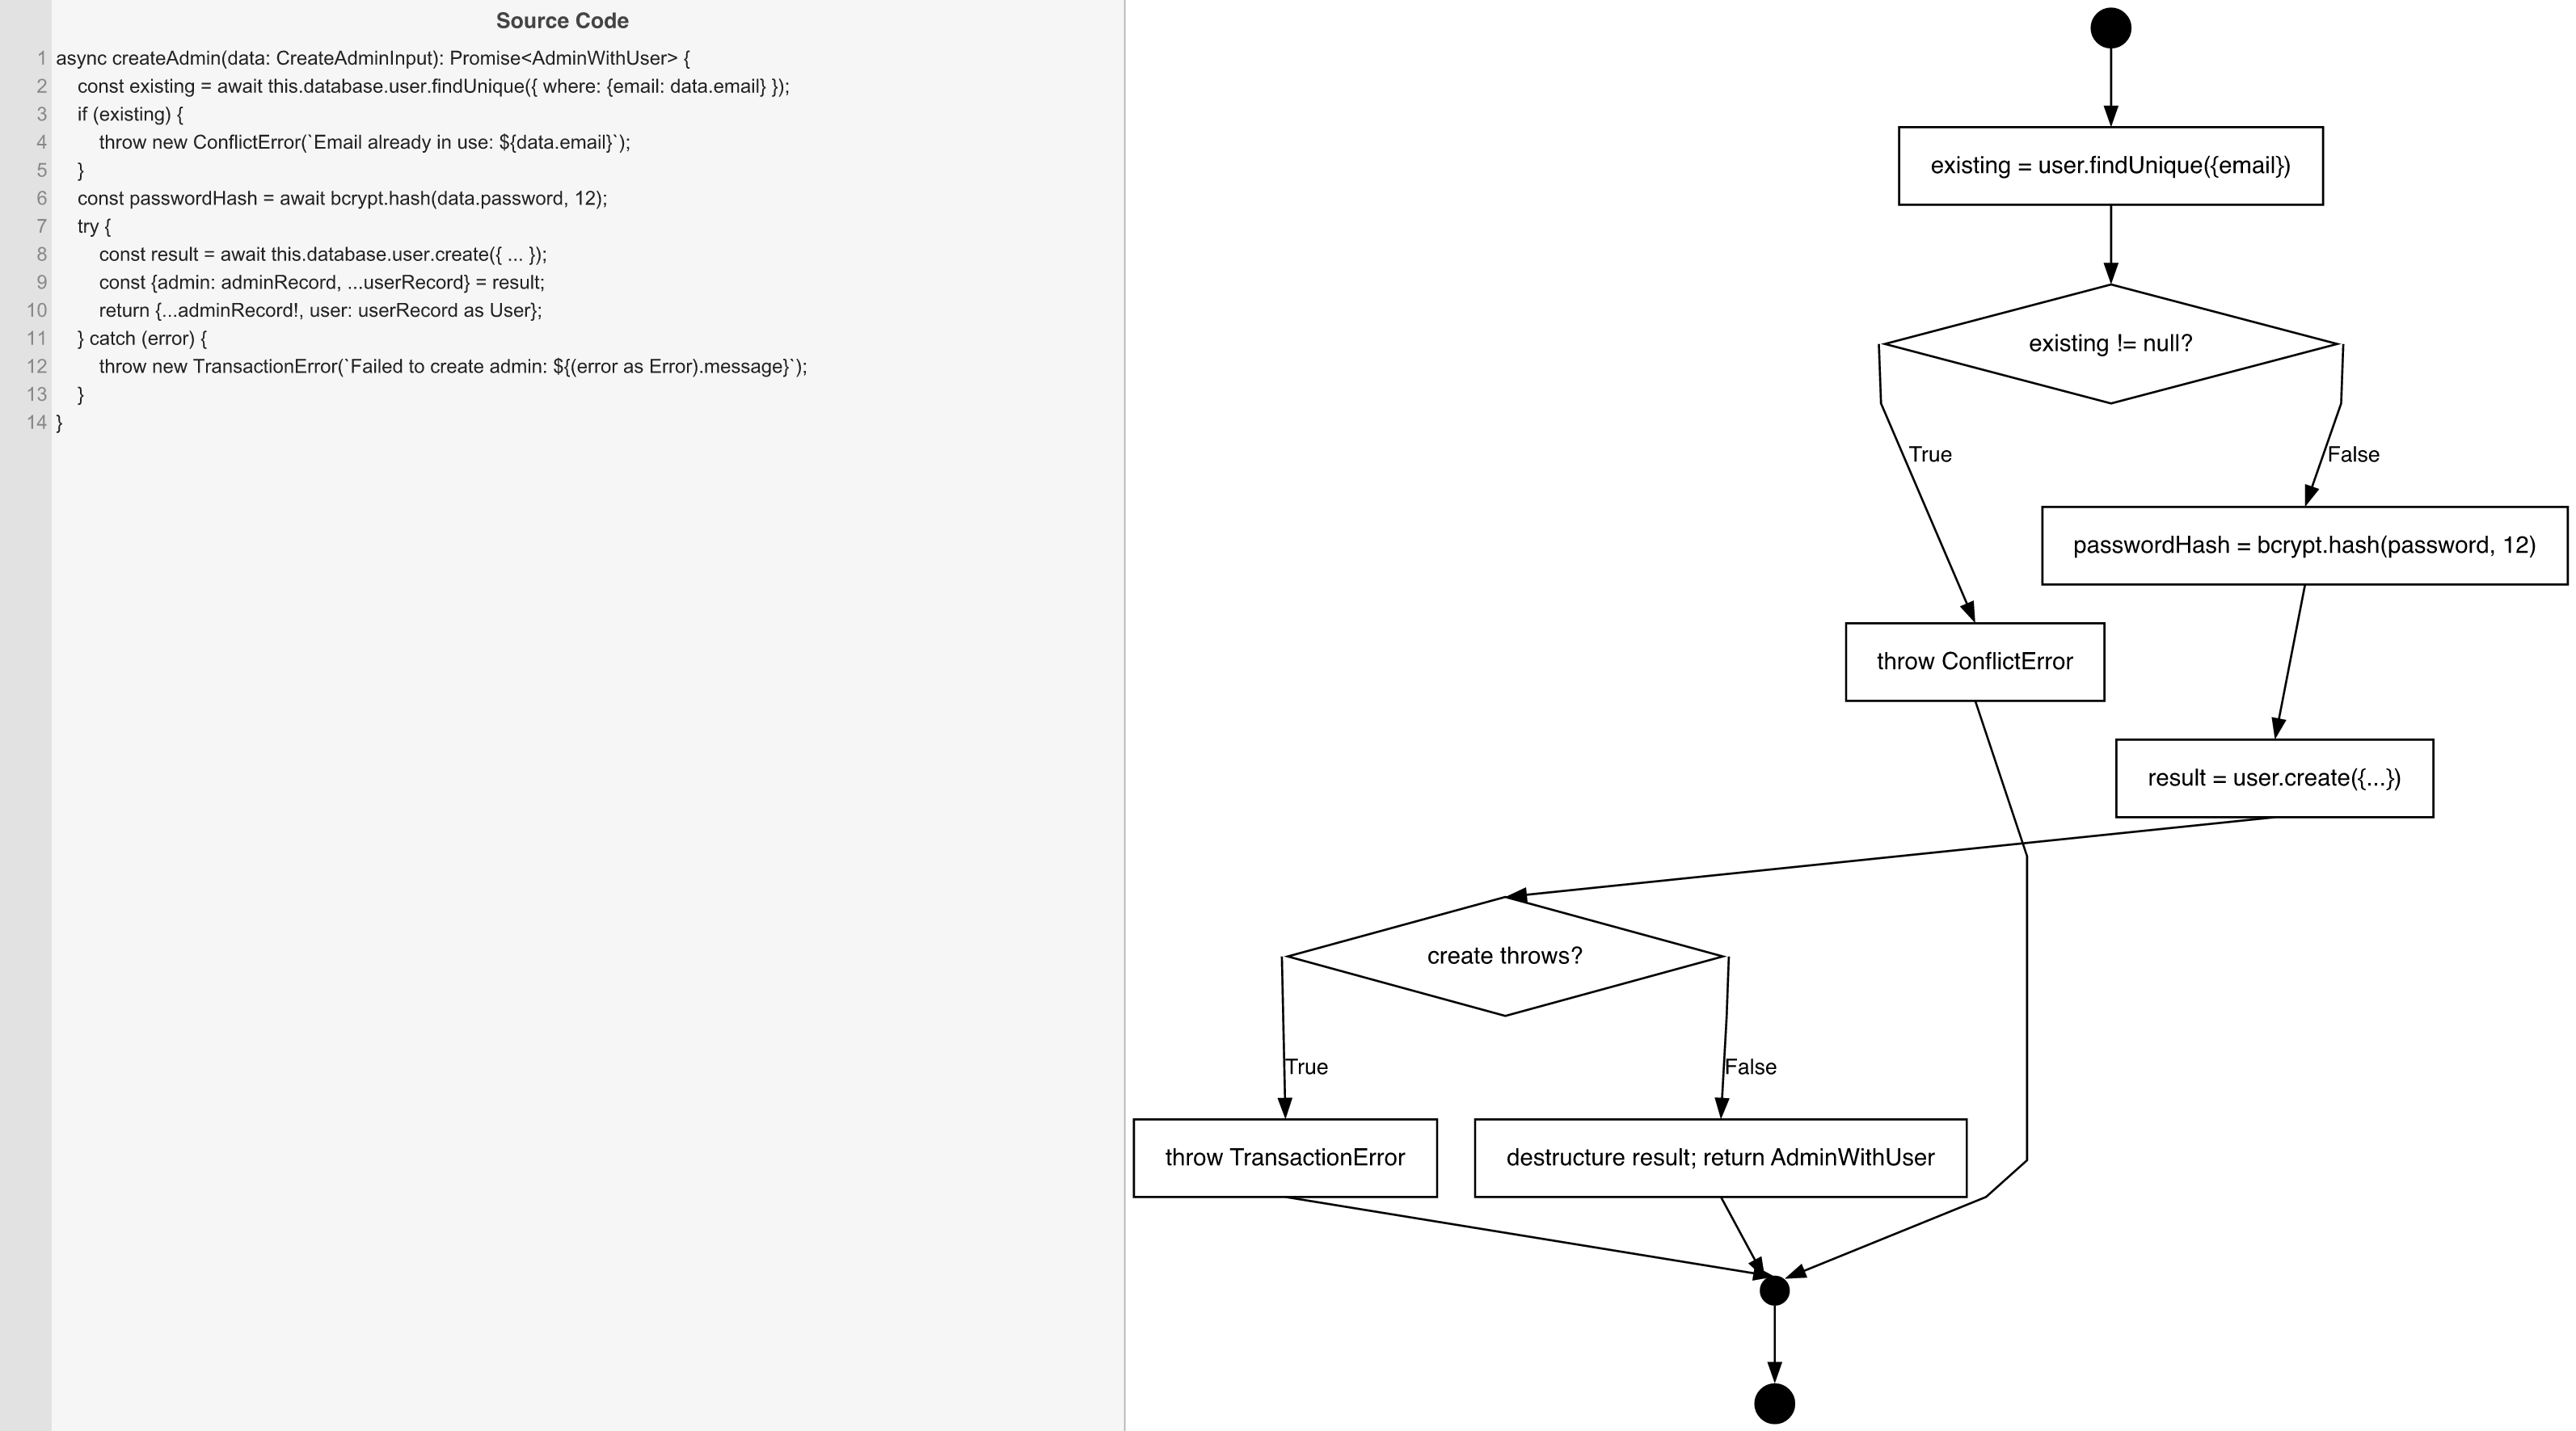 Source Code
1 async createAdmin(data: CreateAdminInput): Promise<AdminWithUser> {
2 const existing = await this.database.user.findUnique({ where: {email: data.email} });
3 if (existing) {
4 throw new ConflictError(`Email already in use: ${data.email}`);
5 }
6 const passwordHash = await bcrypt.hash(data.password, 12);
7 try {
8 const result = await this.database.user.create({ ... });
9 const {admin: adminRecord, ...userRecord} = result;
10 return {...adminRecord!, user: userRecord as User};
11 } catch (error) {
12 throw new TransactionError(`Failed to create admin: ${(error as Error).message}`);
13 }
14 }
existing = user.findUnique({email})
existing != null?
True
False
passwordHash = bcrypt.hash(password, 12)
throw ConflictError
result = user.create({...})
create throws?
True
False
throw TransactionError
destructure result; return AdminWithUser